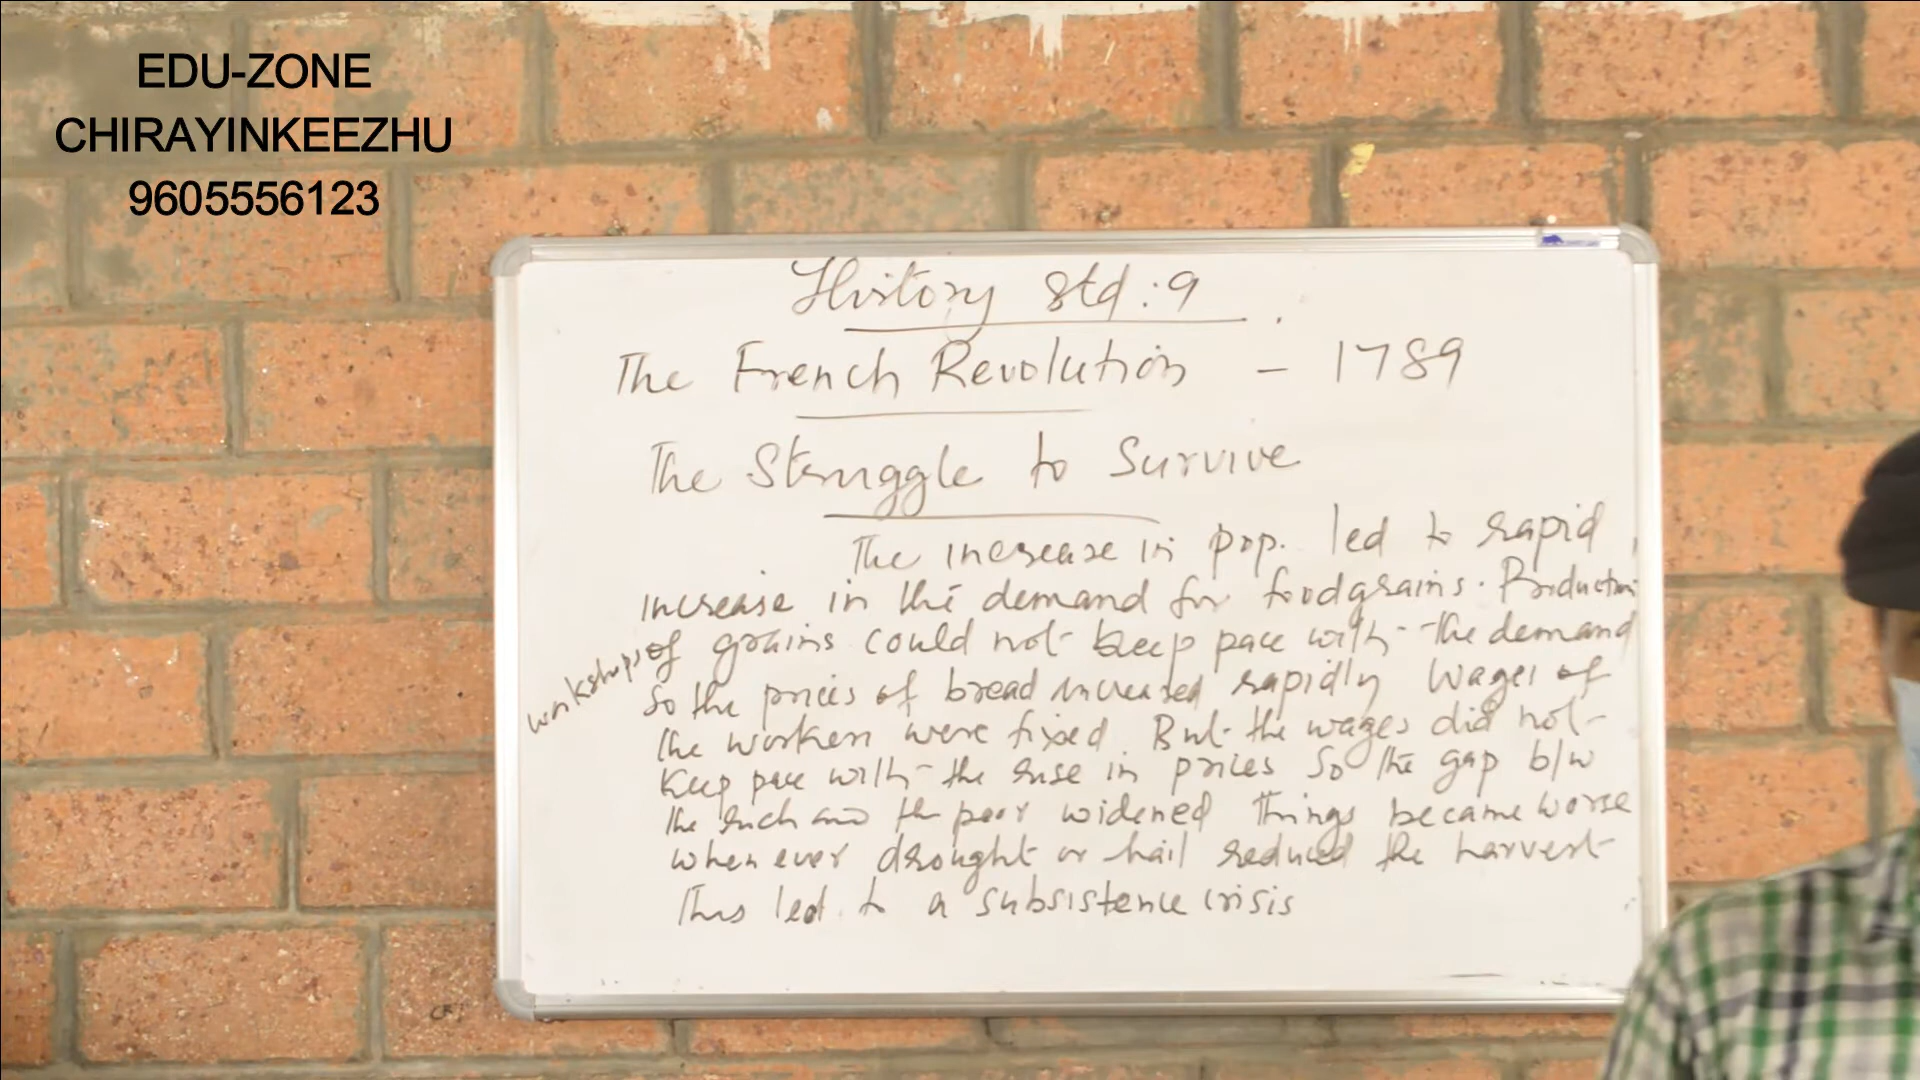 EDU-ZONE
CHIRAYINKEEZHU
9605556123
History Std : 9
The French Revolution - 1789
The Struggle to Survive
The increase in pop. led to rapid
increase in the demand for foodgrains. Production
of grains could not keep pace with the demand
So the prices of bread increased rapidly Wages of
workshops
the workers were fixed. But the wages did not
keep pace with the rise in prices So the gap b/w
the rich and the poor widened Things became worse
when ever drought or hail reduced the harvest
This led to a subsistence crisis